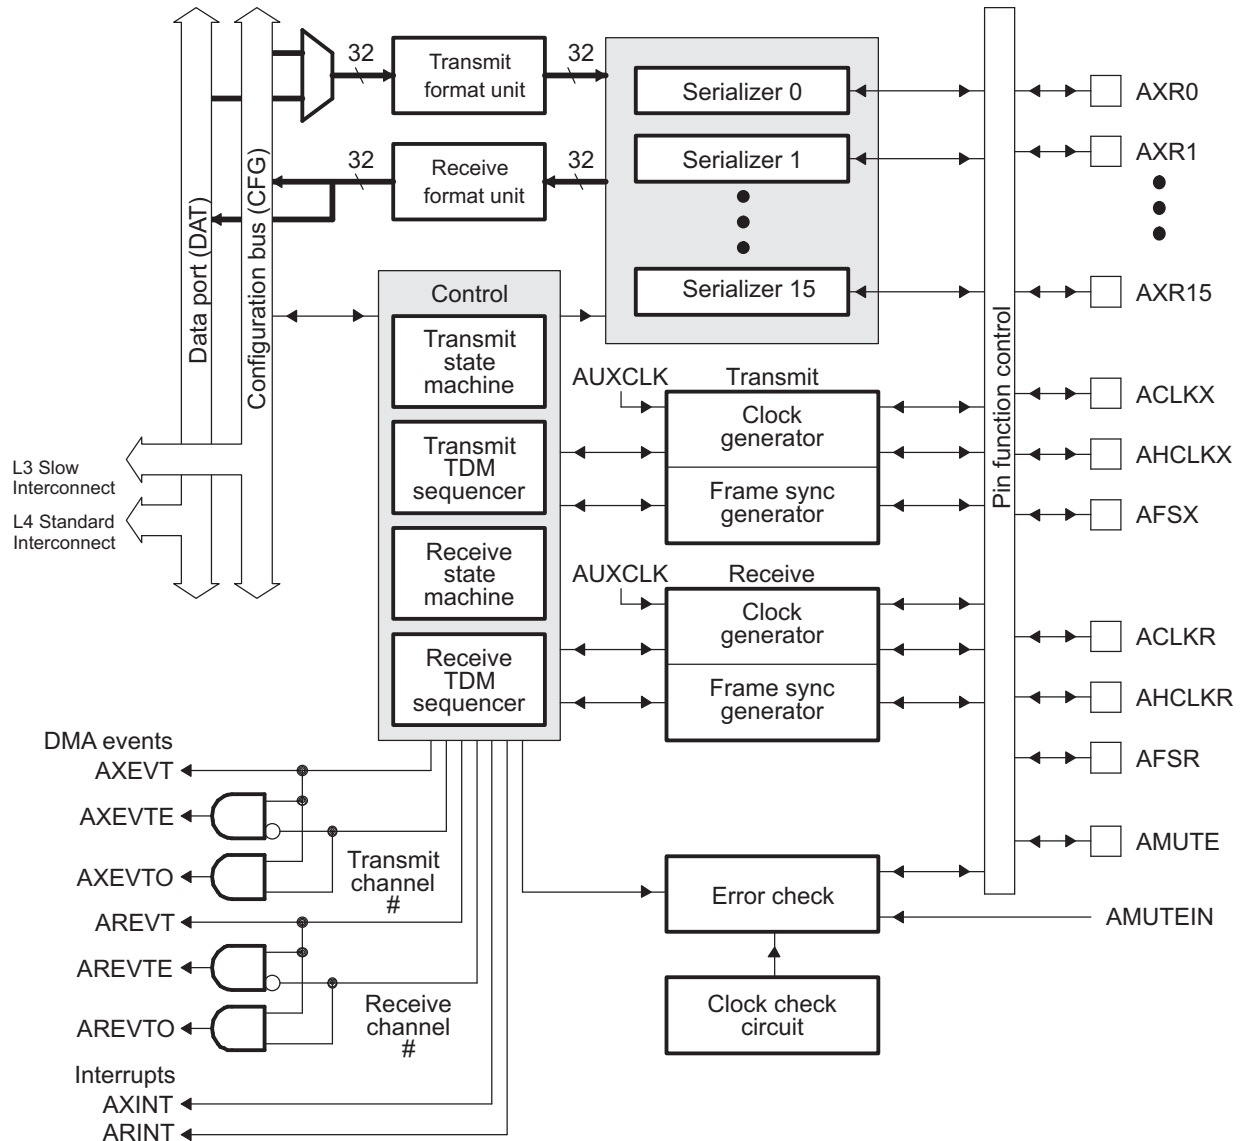 32
Transmit
format unit
32
Serializer 0
AXR0
Serializer 1
AXR1
32
Receive
format unit
32
Serializer 15
AXR15
Data port (DAT)
Configuration bus (CFG)
Pin function control
Control
Transmit
state
machine
Transmit
TDM
sequencer
Receive
state
machine
Receive
TDM
sequencer
AUXCLK
Transmit
Clock
generator
Frame sync
generator
ACLKX
AHCLKX
AFSX
L3 Slow
Interconnect
L4 Standard
Interconnect
AUXCLK
Receive
Clock
generator
Frame sync
generator
ACLKR
AHCLKR
AFSR
DMA events
AXEVT
AXEVTE
AXEVTO
Transmit
channel
#
AREVT
AREVTE
AREVTO
Receive
channel
#
Error check
AMUTE
AMUTEIN
Clock check
circuit
Interrupts
AXINT
ARINT